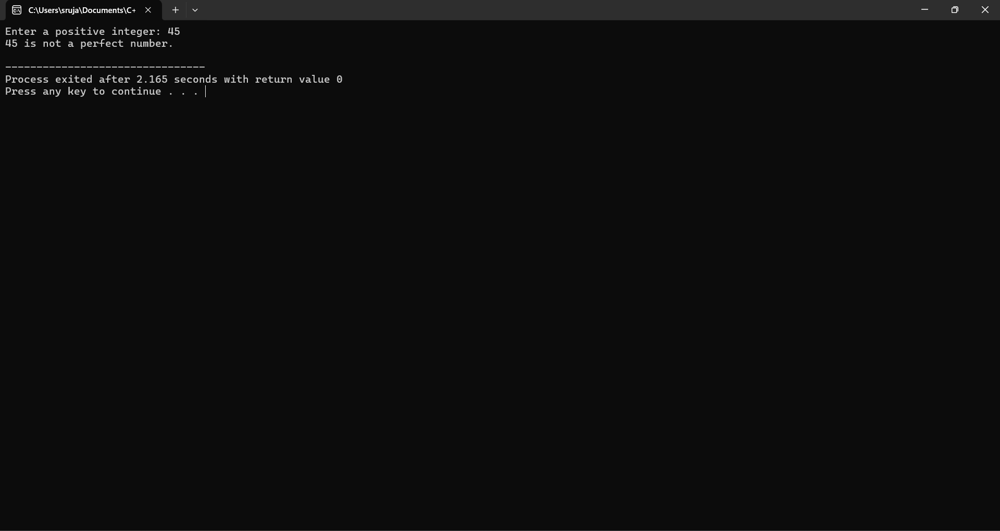 C:\Users\sruja\Documents\C+
Enter a positive integer: 45
45 is not a perfect number.
--------------------------------
Process exited after 2.165 seconds with return value 0
Press any key to continue . . .